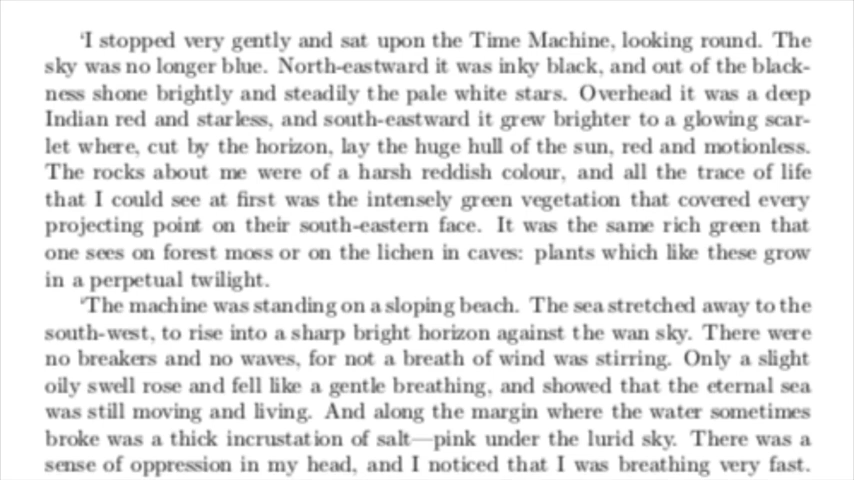 ‘I stopped very gently and sat upon the Time Machine, looking round. The
sky was no longer blue. North-eastward it was inky black, and out of the black-
ness shone brightly and steadily the pale white stars. Overhead it was a deep
Indian red and starless, and south-eastward it grew brighter to a glowing scar-
let where, cut by the horizon, lay the huge hull of the sun, red and motionless.
The rocks about me were of a harsh reddish colour, and all the trace of life
that I could see at first was the intensely green vegetation that covered every
projecting point on their south-eastern face. It was the same rich green that
one sees on forest moss or on the lichen in caves: plants which like these grow
in a perpetual twilight.
‘The machine was standing on a sloping beach. The sea stretched away to the
south-west, to rise into a sharp bright horizon against the wan sky. There were
no breakers and no waves, for not a breath of wind was stirring. Only a slight
oily swell rose and fell like a gentle breathing, and showed that the eternal sea
was still moving and living. And along the margin where the water sometimes
broke was a thick incrustation of salt—pink under the lurid sky. There was a
sense of oppression in my head, and I noticed that I was breathing very fast.